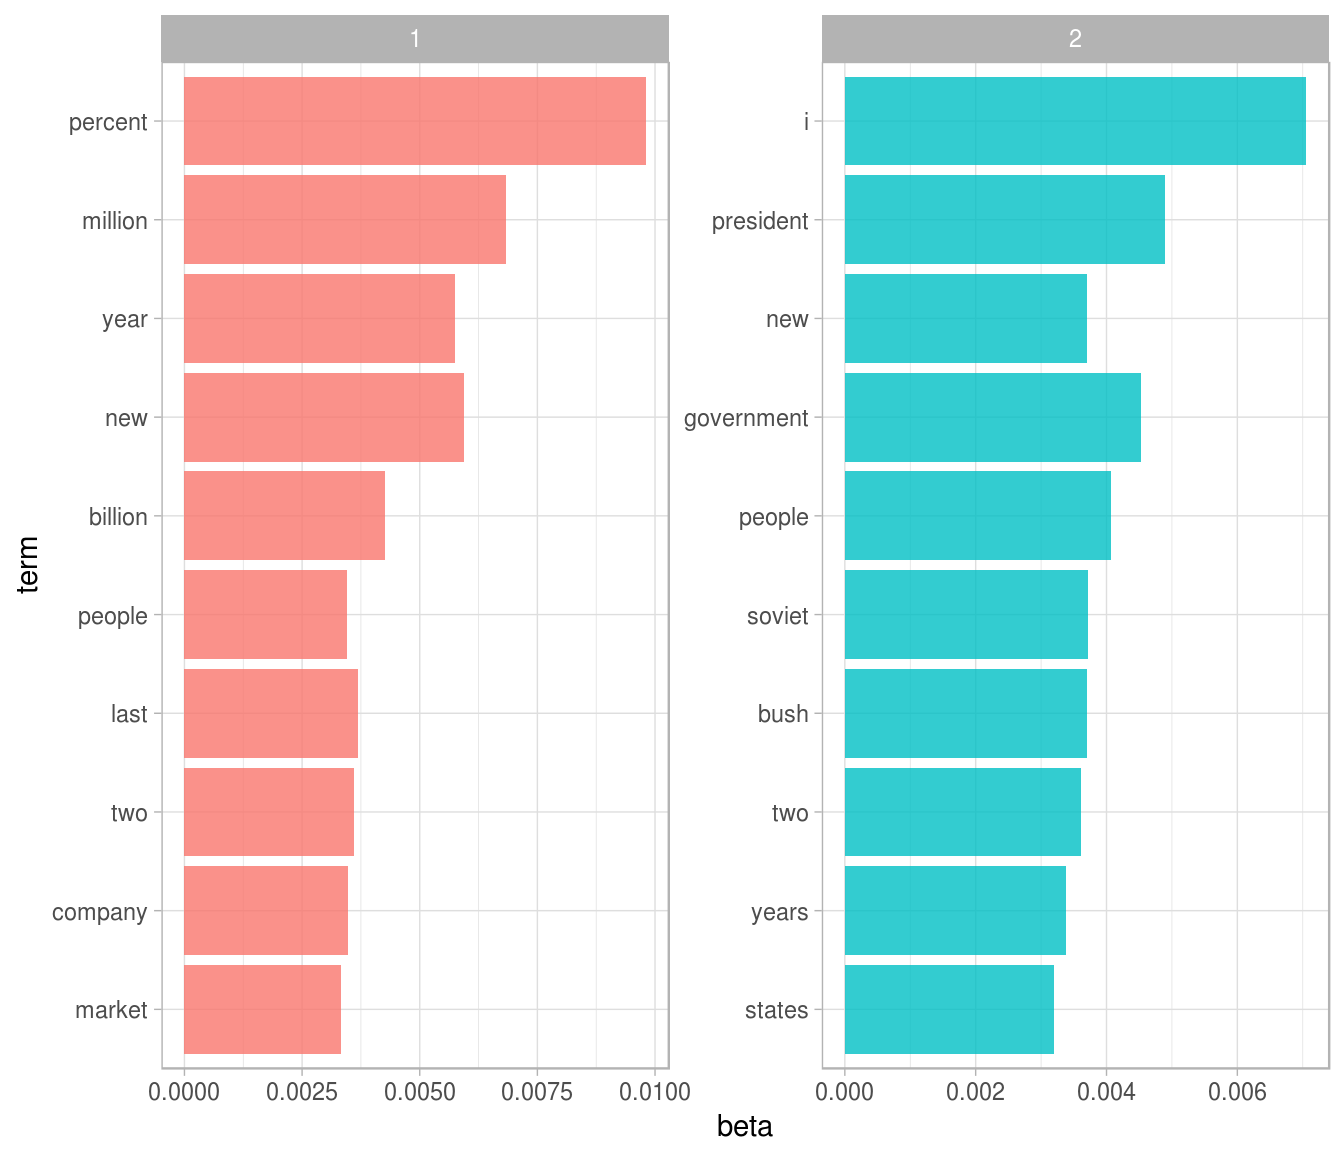 1
percent
million
year
new
billion
people
last
two
company
market
0.0000 0.0025 0.0050 0.0075 0.0100
2
i
president
new
government
people
soviet
bush
two
years
states
0.000 0.002 0.004 0.006
term
beta